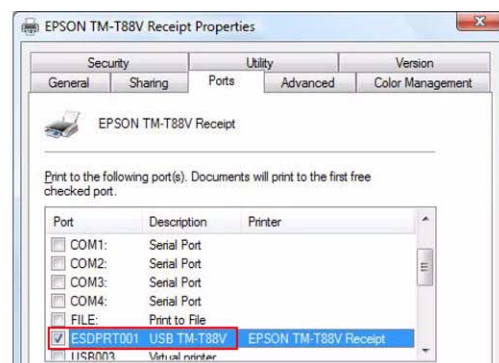 EPSON TM-T88V Receipt Properties
Security Utility Version
General Sharing Ports Advanced Color Management
EPSON TM-T88V Receipt
Print to the following port(s). Documents will print to the first free
checked port.
Port Description Printer
COM1: Serial Port
COM2: Serial Port
COM3: Serial Port
COM4: Serial Port
FILE: Print to File
ESDPRT001 USB TM-T88V EPSON TM-T88V Receipt
USB003 Virtual printer